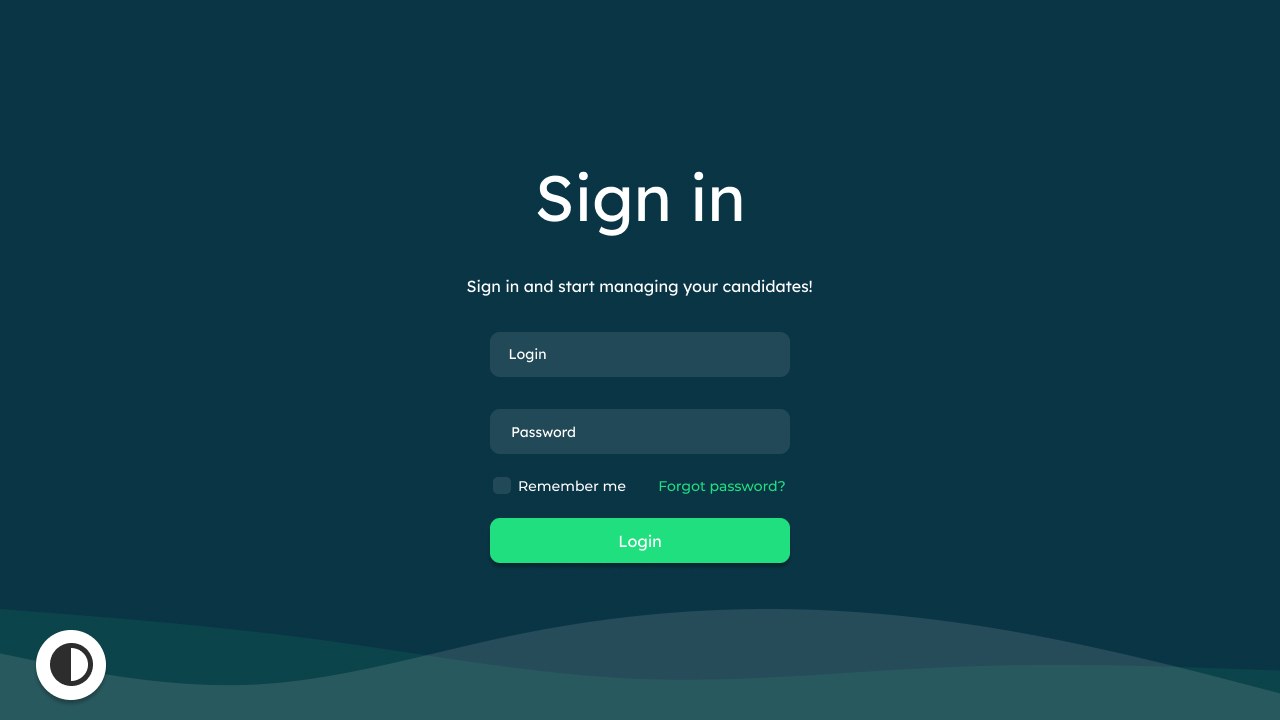 Sign in
Sign in and start managing your candidates!
Login
Password
Remember me Forgot password?
Login